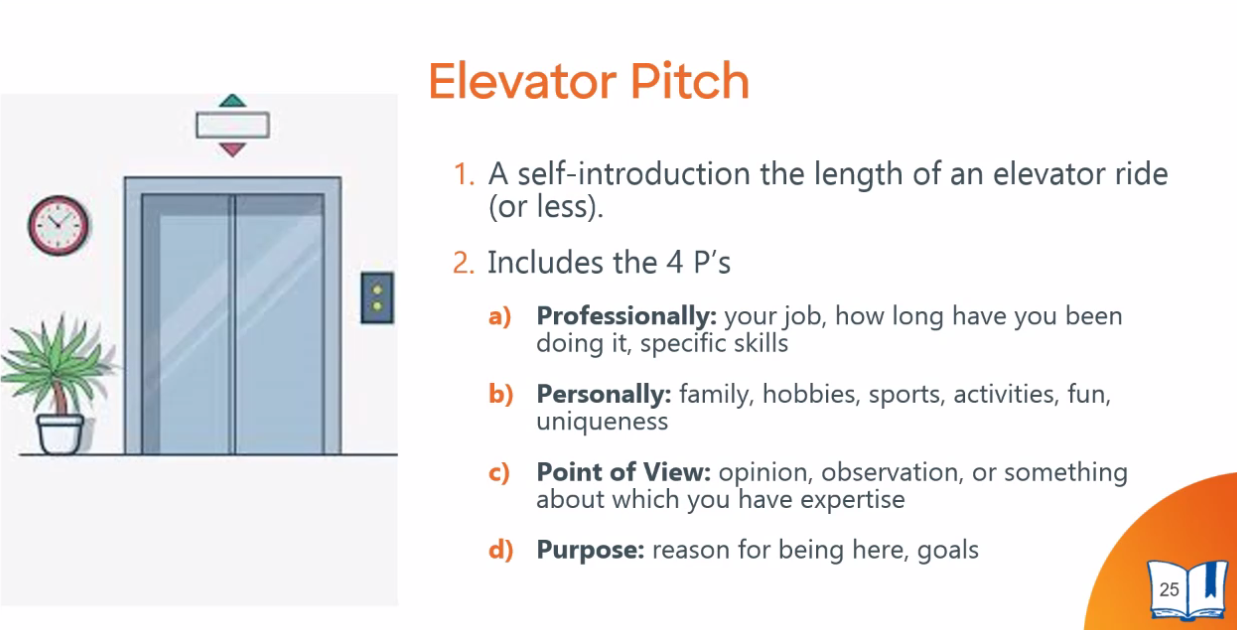 Elevator Pitch
1. A self-introduction the length of an elevator ride
(or less).
2. Includes the 4 P's
a) Professionally: your job, how long have you been
doing it, specific skills
b) Personally: family, hobbies, sports, activities, fun,
uniqueness
c) Point of View: opinion, observation, or something
about which you have expertise
d) Purpose: reason for being here, goals
25